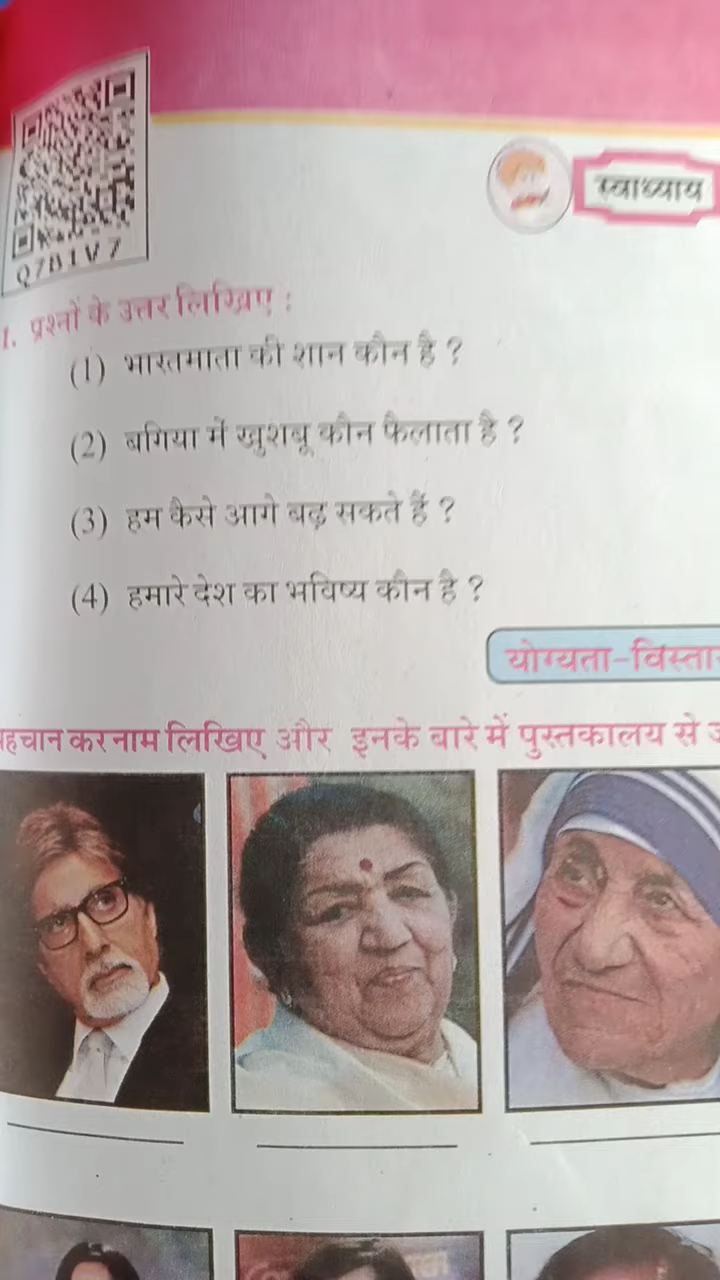 Q7B1V7
स्वाध्याय
1. प्रश्नों के उत्तर लिखिए :
(1) भारतमाता की शान कौन है ?
(2) बगिया में खुशबू कौन फैलाता है ?
(3) हम कैसे आगे बढ़ सकते हैं ?
(4) हमारे देश का भविष्य कौन है ?
योग्यता-विस्तार
पहचान कर नाम लिखिए और इनके बारे में पुस्तकालय से